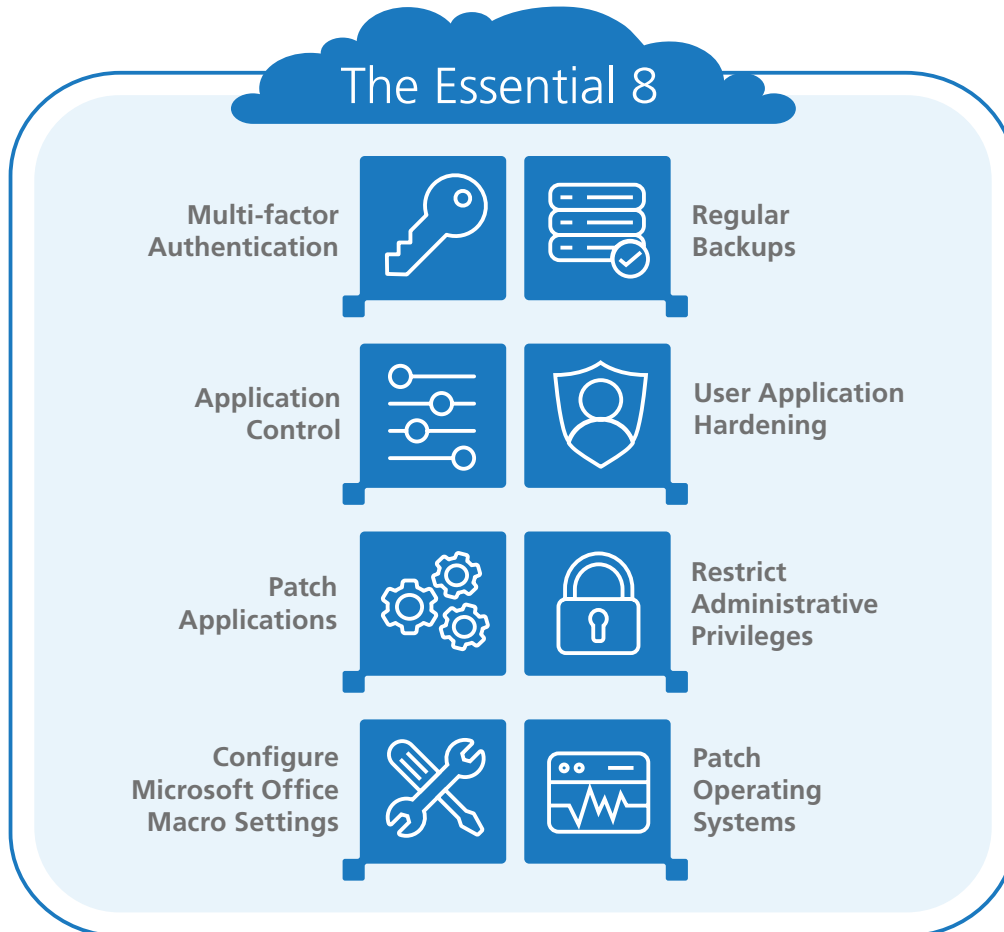 The Essential 8
Multi-factor
Authentication
Regular
Backups
Application
Control
User Application
Hardening
Patch
Applications
Restrict
Administrative
Privileges
Configure
Microsoft Office
Macro Settings
Patch
Operating
Systems